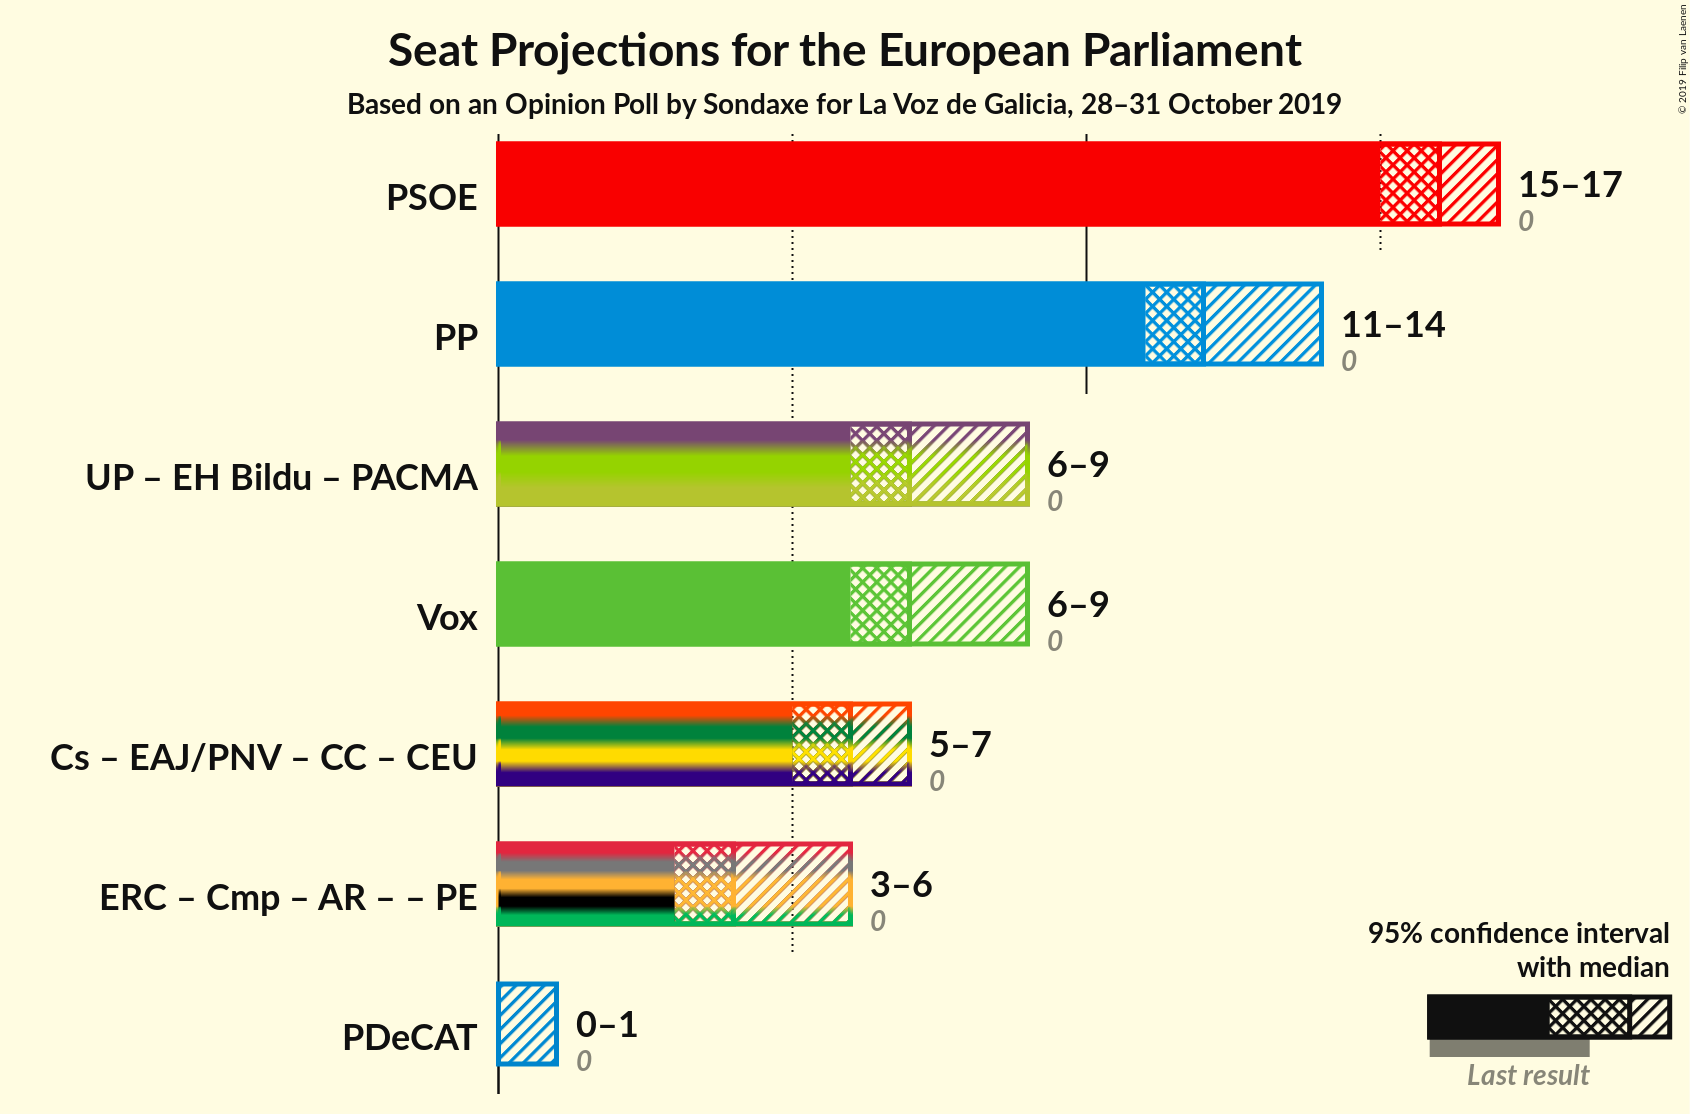 Seat Projections for the European Parliament
Based on an Opinion Poll by Sondaxe for La Voz de Galicia, 28–31 October 2019
© 2019 Filip van Laenen
PSOE
15–17
0
PP
11–14
0
UP – EH Bildu – PACMA
6–9
0
Vox
6–9
0
Cs – EAJ/PNV – CC – CEU
5–7
0
ERC – Cmp – AR – – PE
3–6
0
PDeCAT
0–1
0
95% confidence interval
with median
Last result